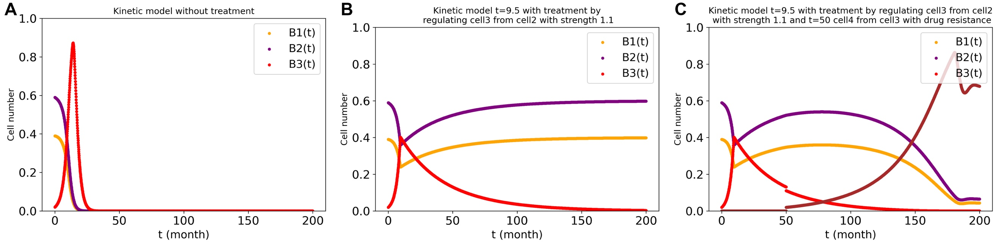 A
Kinetic model without treatment
1.0
0.8
0.6
0.4
0.2
0.0
Cell number
B1(t)
B2(t)
B3(t)
0 50 100 150 200
t (month)
B
Kinetic model t=9.5 with treatment by
regulating cell3 from cell2 with strength 1.1
1.0
0.8
0.6
0.4
0.2
0.0
Cell number
B1(t)
B2(t)
B3(t)
0 50 100 150 200
t (month)
C
Kinetic model t=9.5 with treatment by regulating cell3 from cell2
with strength 1.1 and t=50 cell4 from cell3 with drug resistance
1.0
0.8
0.6
0.4
0.2
0.0
Cell number
B1(t)
B2(t)
B3(t)
0 50 100 150 200
t (month)